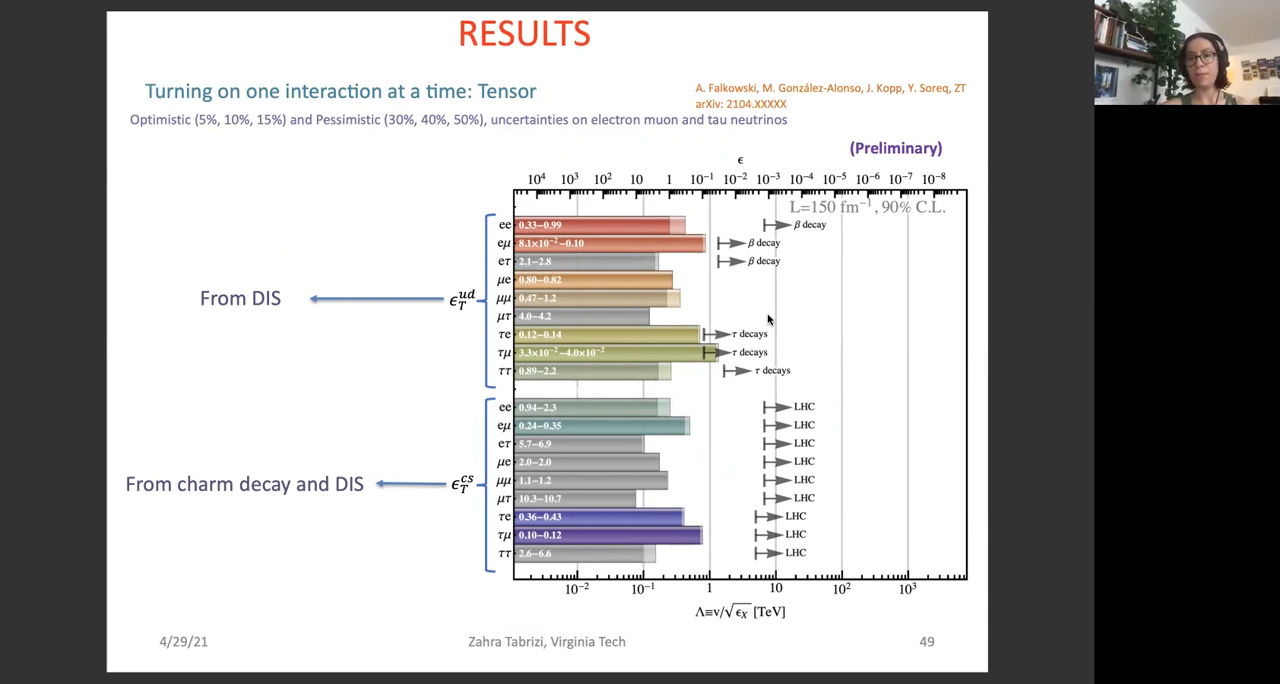 RESULTS
Turning on one interaction at a time: Tensor
A. Falkowski, M. González-Alonso, J. Kopp, Y. Soreq, ZT
arXiv: 2104.XXXXX
Optimistic (5%, 10%, 15%) and Pessimistic (30%, 40%, 50%), uncertainties on electron muon and tau neutrinos
(Preliminary)
ϵ
10⁴ 10³ 10² 10 1 10⁻¹ 10⁻² 10⁻³ 10⁻⁴ 10⁻⁵ 10⁻⁶ 10⁻⁷ 10⁻⁸
L=150 fm⁻¹, 90% C.L.
ee 0.33–0.99 β decay
eμ 8.1×10⁻²–0.10 β decay
eτ 2.1–2.8 β decay
μe 0.80–0.82
From DIS ϵ_T^{ud} μμ 0.47–1.2
μτ 4.0–4.2
τe 0.12–0.14 τ decays
τμ 3.3×10⁻²–4.0×10⁻² τ decays
ττ 0.89–2.2 τ decays
ee 0.94–2.3 LHC
eμ 0.24–0.35 LHC
eτ 5.7–6.9 LHC
μe 2.0–2.0 LHC
From charm decay and DIS ϵ_T^{cs} μμ 1.1–1.2 LHC
μτ 10.3–10.7 LHC
τe 0.36–0.43 LHC
τμ 0.10–0.12 LHC
ττ 2.6–6.6 LHC
10⁻² 10⁻¹ 1 10 10² 10³
Λ≡v/√ϵ_X [TeV]
4/29/21 Zahra Tabrizi, Virginia Tech 49